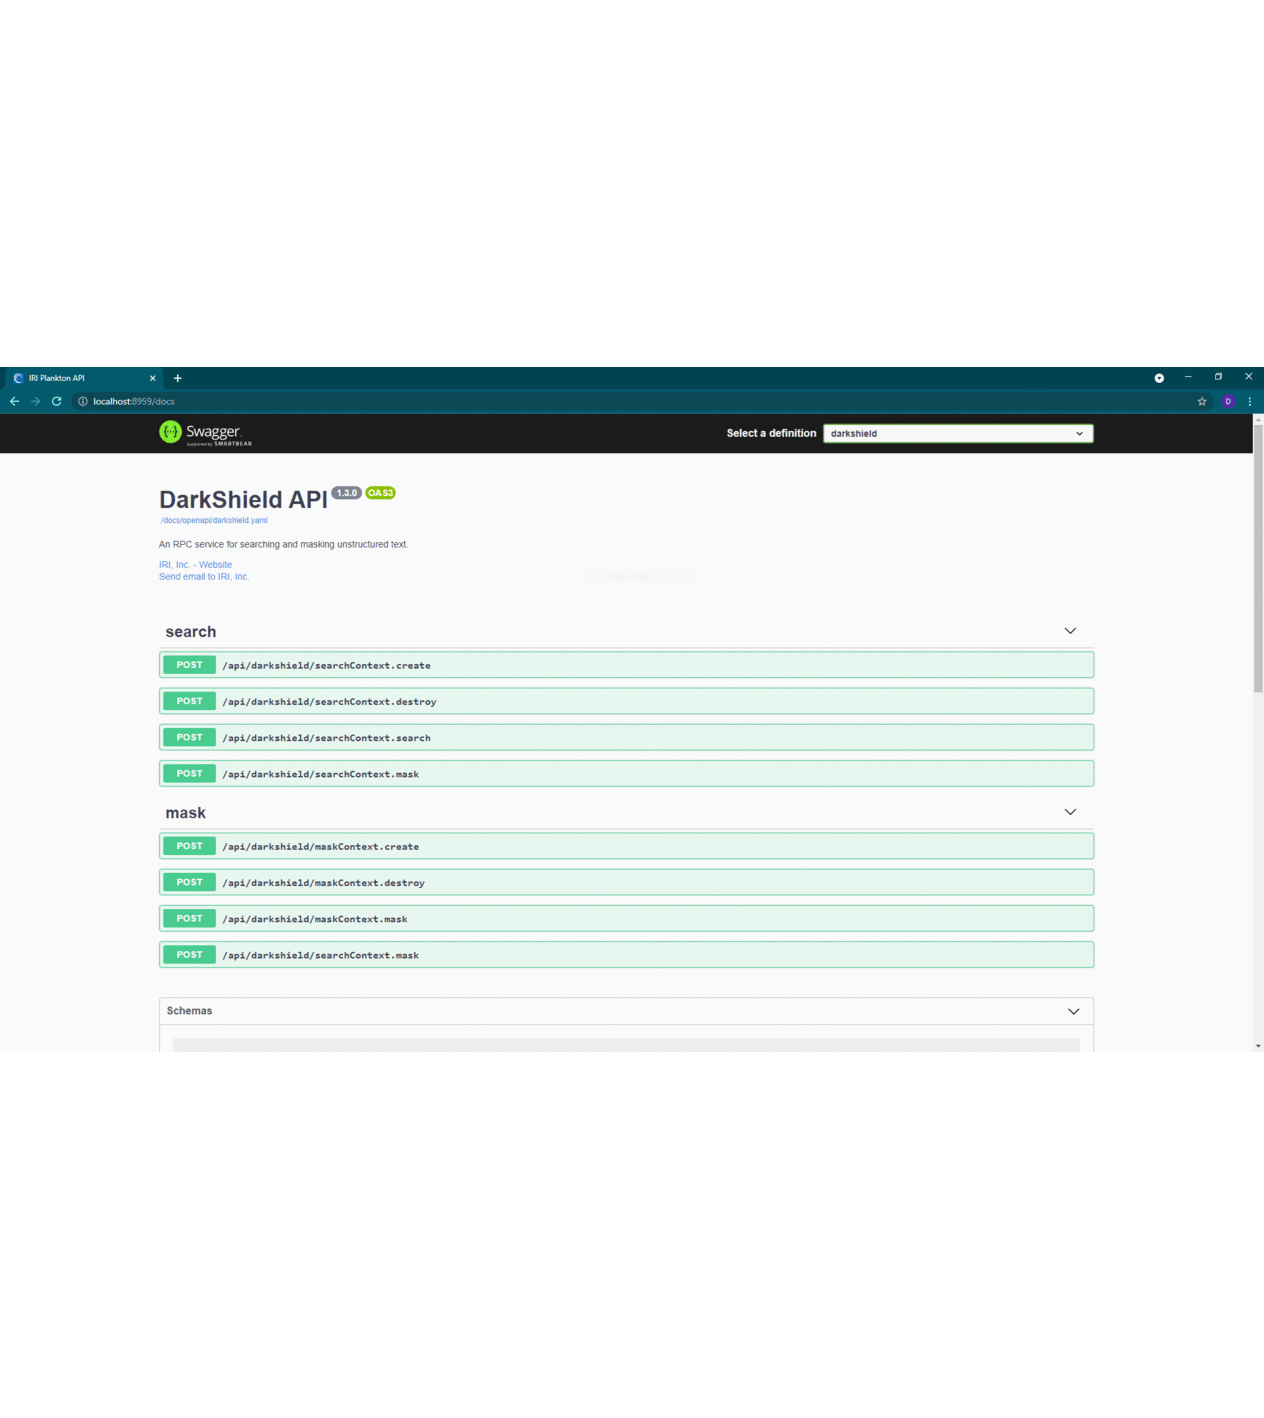 IRI Plankton API
localhost:8959/docs
D
Swagger.
Supported by SMARTBEAR
Select a definition
darkshield
DarkShield API 1.3.0 OAS3
./docs/openapi/darkshield.yaml
An RPC service for searching and masking unstructured text.
IRI, Inc. - Website
Send email to IRI, Inc.
search
POST /api/darkshield/searchContext.create
POST /api/darkshield/searchContext.destroy
POST /api/darkshield/searchContext.search
POST /api/darkshield/searchContext.mask
mask
POST /api/darkshield/maskContext.create
POST /api/darkshield/maskContext.destroy
POST /api/darkshield/maskContext.mask
POST /api/darkshield/searchContext.mask
Schemas